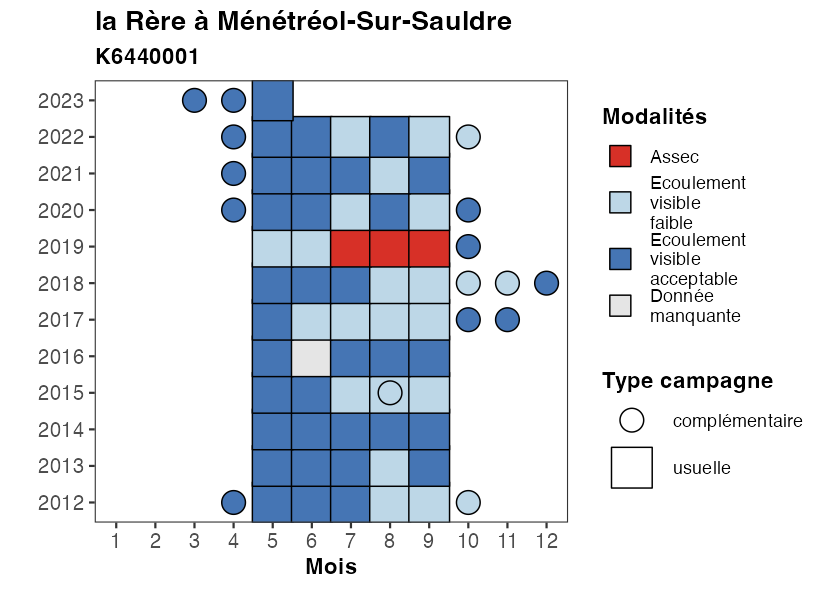 la Rère à Ménétréol-Sur-Sauldre
K6440001
2023
2022
2021
2020
2019
2018
2017
2016
2015
2014
2013
2012
1 2 3 4 5 6 7 8 9 10 11 12
Mois
Modalités
Assec
Ecoulement
visible
faible
Ecoulement
visible
acceptable
Donnée
manquante
Type campagne
complémentaire
usuelle